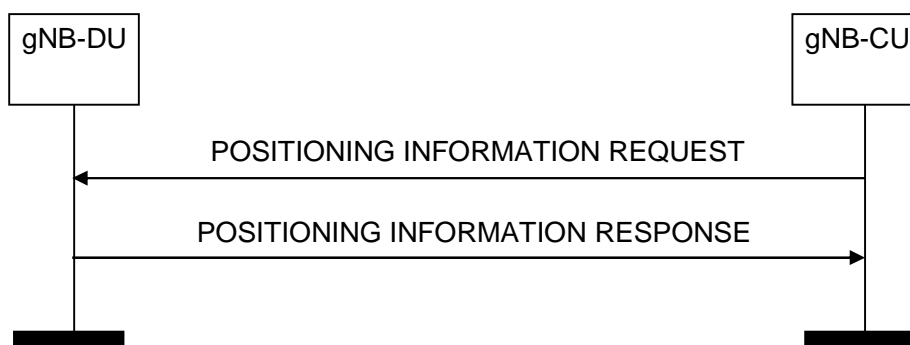 gNB-DU
gNB-CU
POSITIONING INFORMATION REQUEST
POSITIONING INFORMATION RESPONSE